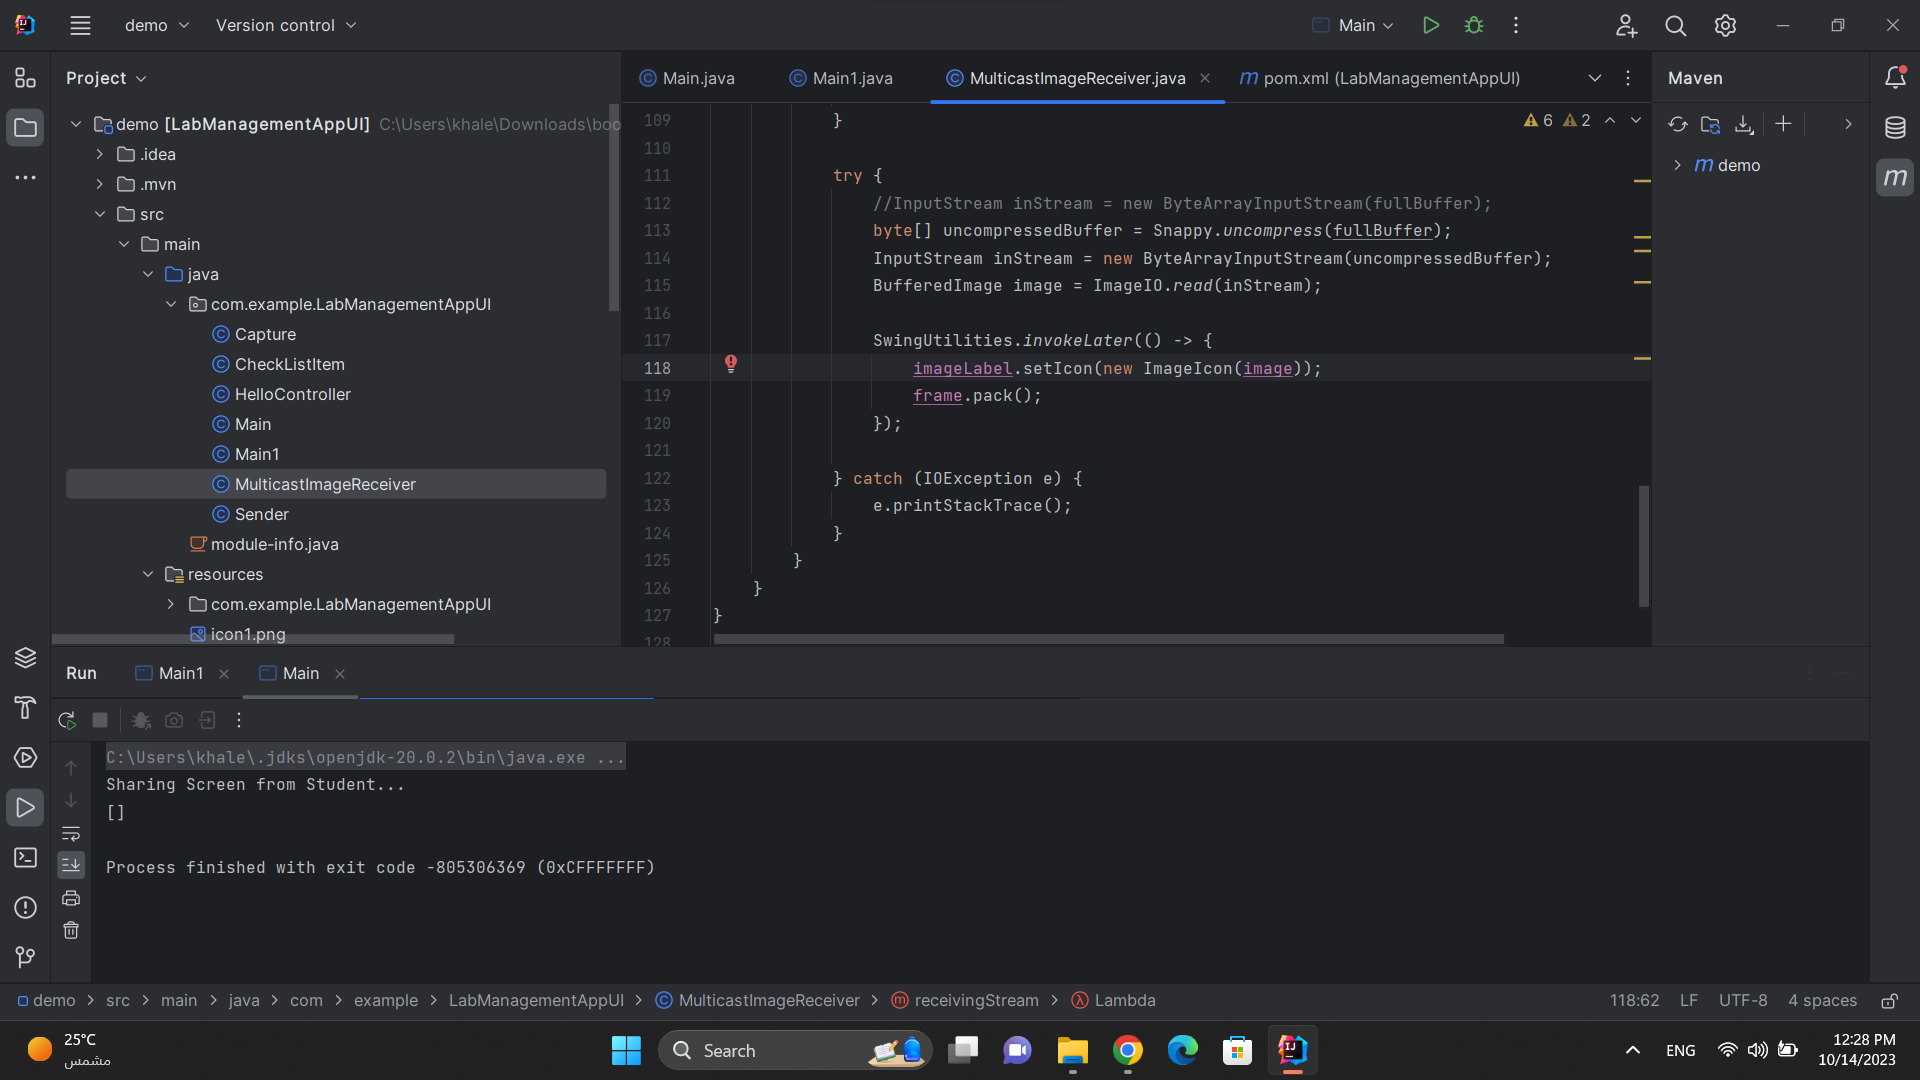 demo
Version control
Main
Project
Main.java
Main1.java
MulticastImageReceiver.java
pom.xml (LabManagementAppUI)
Maven
demo [LabManagementAppUI] C:\Users\khale\Downloads\boo
.idea
.mvn
src
main
java
com.example.LabManagementAppUI
Capture
CheckListItem
HelloController
Main
Main1
MulticastImageReceiver
Sender
module-info.java
resources
com.example.LabManagementAppUI
icon1.png
6
2
109 }
110
111 try {
112 //InputStream inStream = new ByteArrayInputStream(fullBuffer);
113 byte[] uncompressedBuffer = Snappy.uncompress(fullBuffer);
114 InputStream inStream = new ByteArrayInputStream(uncompressedBuffer);
115 BufferedImage image = ImageIO.read(inStream);
116
117 SwingUtilities.invokeLater(() -> {
118 imageLabel.setIcon(new ImageIcon(image));
119 frame.pack();
120 });
121
122 } catch (IOException e) {
123 e.printStackTrace();
124 }
125 }
126 }
127 }
128
m demo
m
Run
Main1
Main
C:\Users\khale\.jdks\openjdk-20.0.2\bin\java.exe ...
Sharing Screen from Student...
[]
Process finished with exit code -805306369 (0xCFFFFFFF)
demo > src > main > java > com > example > LabManagementAppUI > MulticastImageReceiver > receivingStream > Lambda
118:62 LF UTF-8 4 spaces
25°C
مشمس
Search
ENG
12:28 PM
10/14/2023